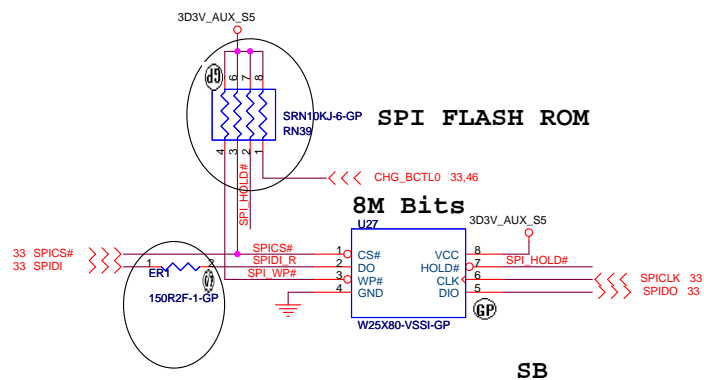 3D3V_AUX_S5
GP
5 6 7 8
4 3 2 1
SRN10KJ-6-GP
RN39
SPI FLASH ROM
SPI_HOLD#
CHG_BCTL0 33,46
8M Bits
U27
3D3V_AUX_S5
33 SPICS#
SPICS#
1 CS# VCC 8
33 SPIDI
1 2
SPIDI_R
2 DO HOLD# 7 SPI_HOLD#
ER1
SPI_WP#
3 WP# CLK 6 SPICLK 33
4 GND DIO 5 SPIDO 33
150R2F-1-GP
W25X80-VSSI-GP
GP
SB